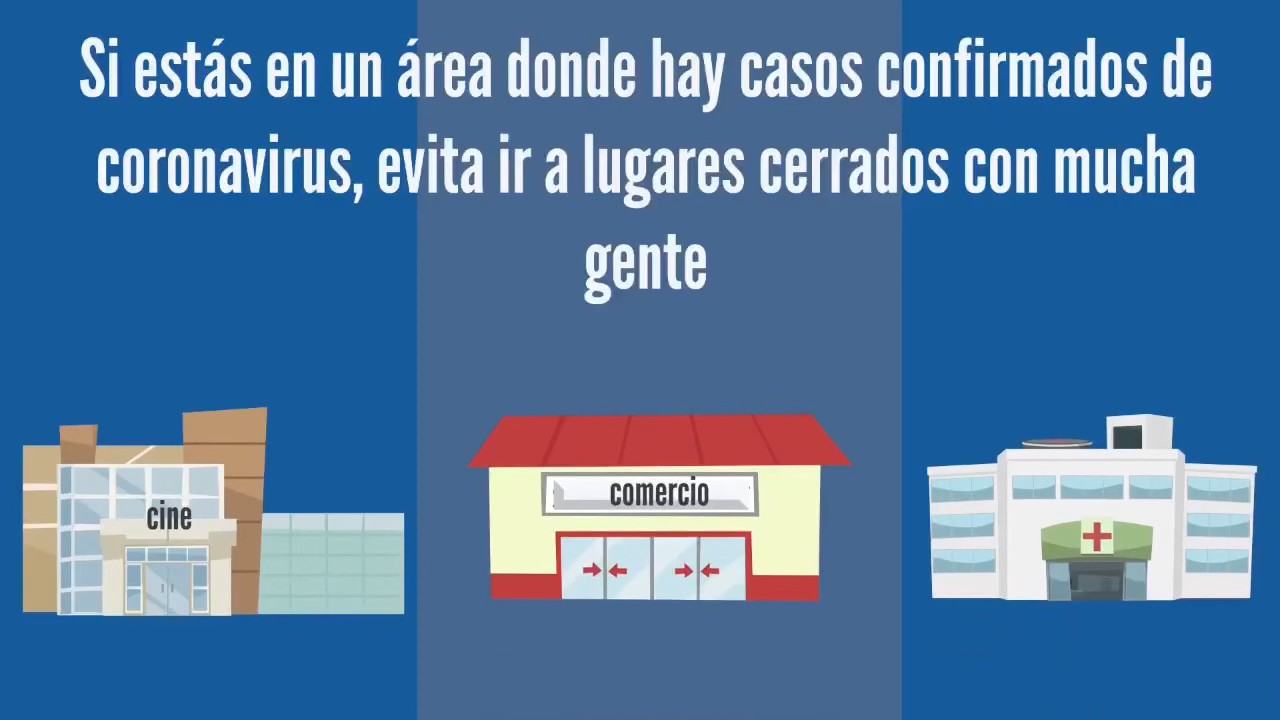 Si estás en un área donde hay casos confirmados de
coronavirus, evita ir a lugares cerrados con mucha
gente
cine
comercio